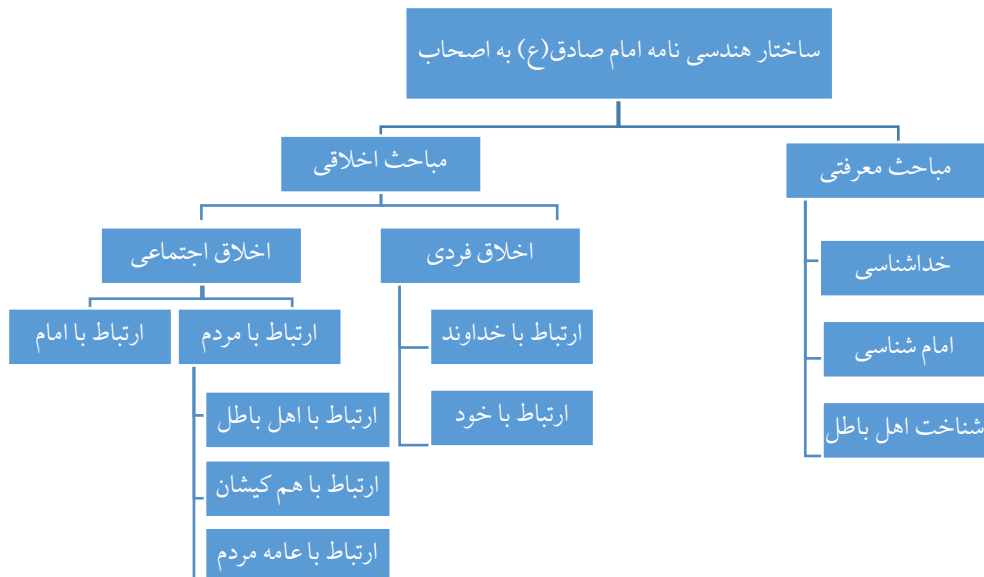 ساختار هندسی نامه امام صادق(ع) به اصحاب
مباحث معرفتی
خداشناسی
امام شناسی
شناخت اهل باطل
مباحث اخلاقی
اخلاق فردی
ارتباط با خداوند
ارتباط با خود
اخلاق اجتماعی
ارتباط با مردم
ارتباط با اهل باطل
ارتباط با هم کیشان
ارتباط با عامه مردم
ارتباط با امام